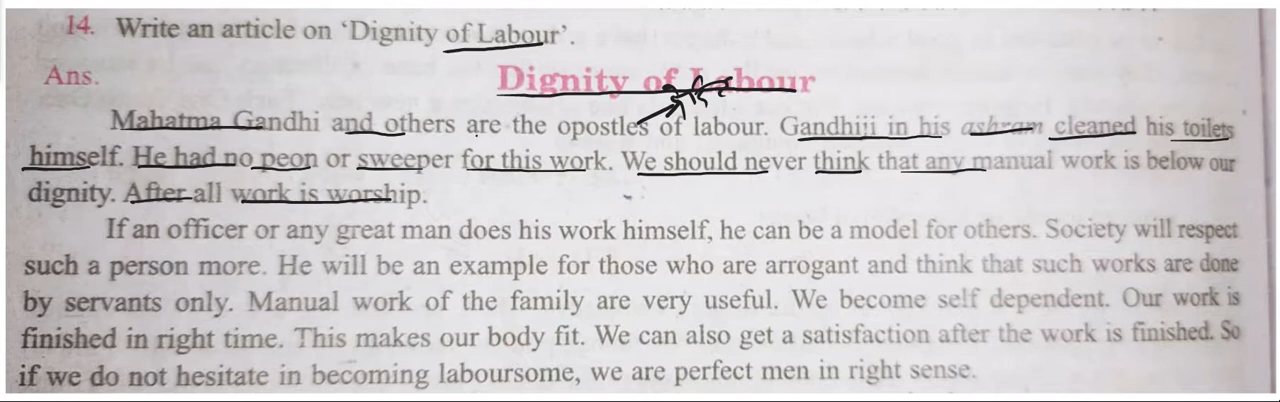 14. Write an article on ‘Dignity of Labour’.
Ans. Dignity of Labour
Mahatma Gandhi and others are the opostles of labour. Gandhiji in his ashram cleaned his toilets
himself. He had no peon or sweeper for this work. We should never think that any manual work is below our
dignity. After all work is worship.
If an officer or any great man does his work himself, he can be a model for others. Society will respect
such a person more. He will be an example for those who are arrogant and think that such works are done
by servants only. Manual work of the family are very useful. We become self dependent. Our work is
finished in right time. This makes our body fit. We can also get a satisfaction after the work is finished. So
if we do not hesitate in becoming laboursome, we are perfect men in right sense.